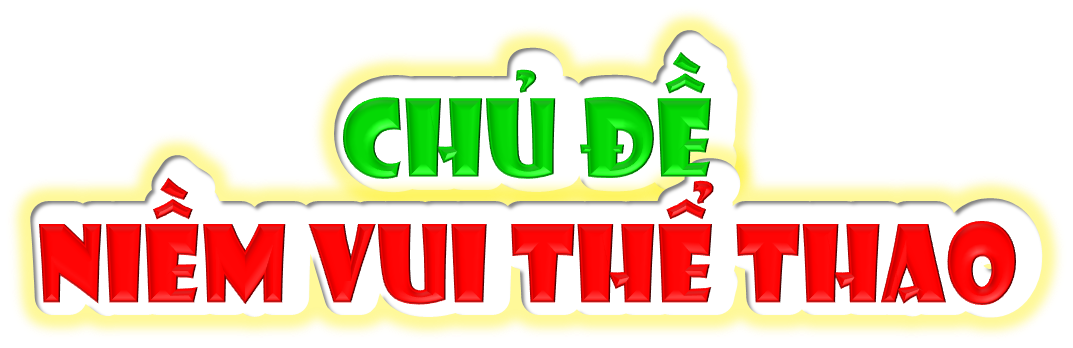 CHỦ ĐỀ
NIỀM VUI THỂ THAO